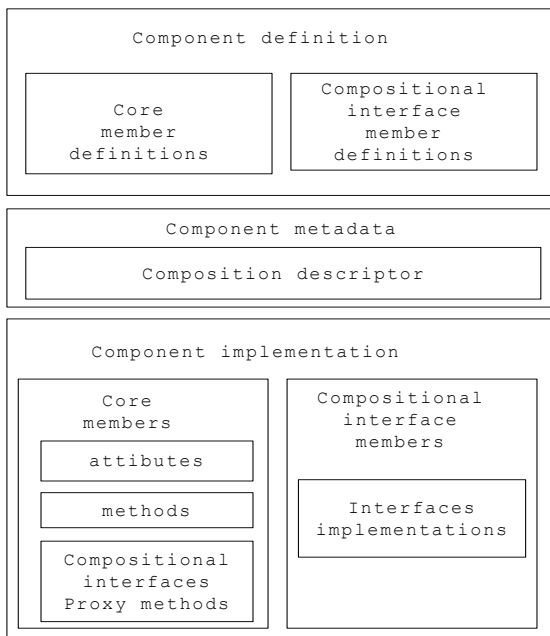 Component definition
Core
member
definitions
Compositional
interface
member
definitions
Component metadata
Composition descriptor
Component implementation
Core
members
attibutes
methods
Compositional
interfaces
Proxy methods
Compositional
interface
members
Interfaces
implementations